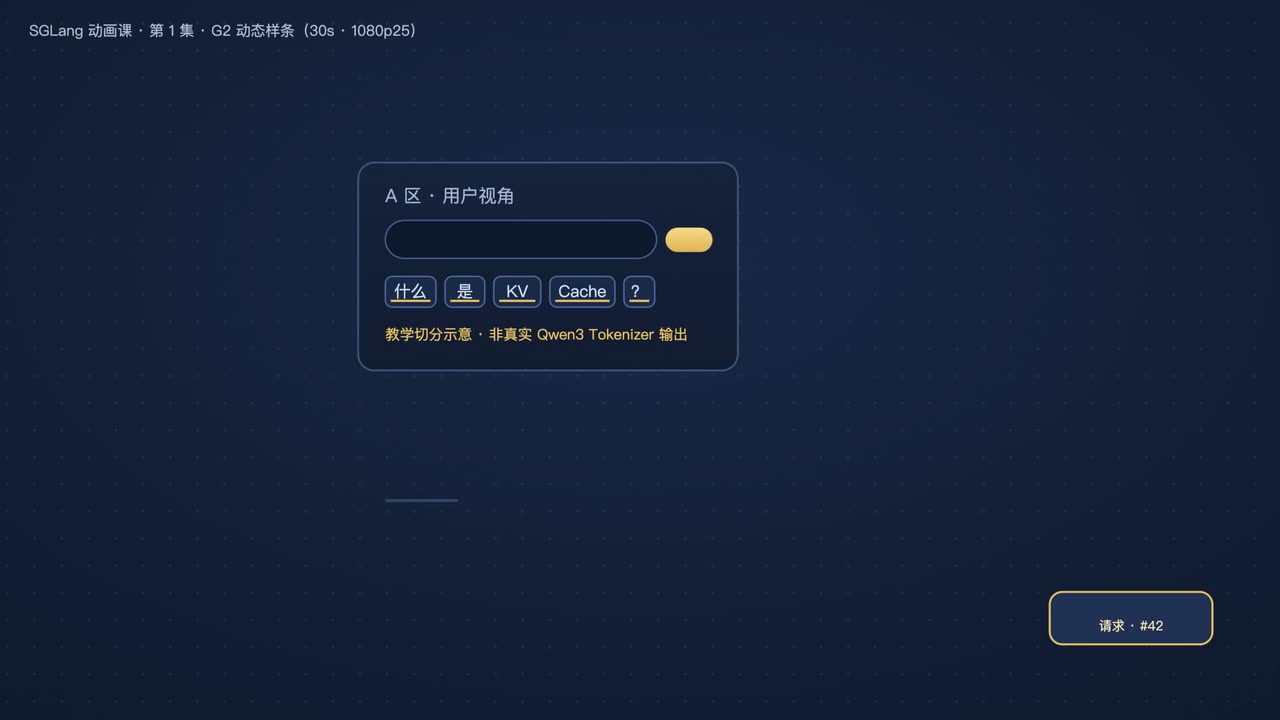 SGLang 动画课 · 第 1 集 · G2 动态样条（30s · 1080p25）
A 区 · 用户视角
什么 是 KV Cache ？
教学切分示意 · 非真实 Qwen3 Tokenizer 输出
请求 · #42